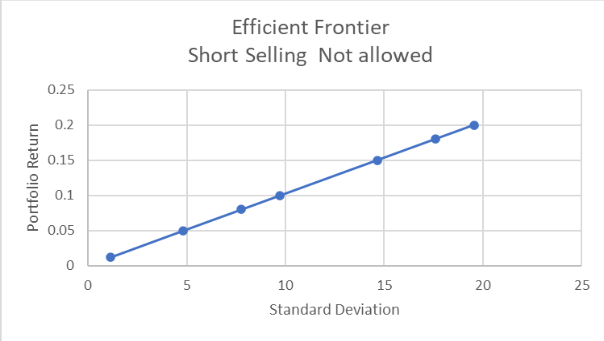 Efficient Frontier
Short Selling  Not allowed
Portfolio Return
0.25
0.2
0.15
0.1
0.05
0
0 5 10 15 20 25
Standard Deviation